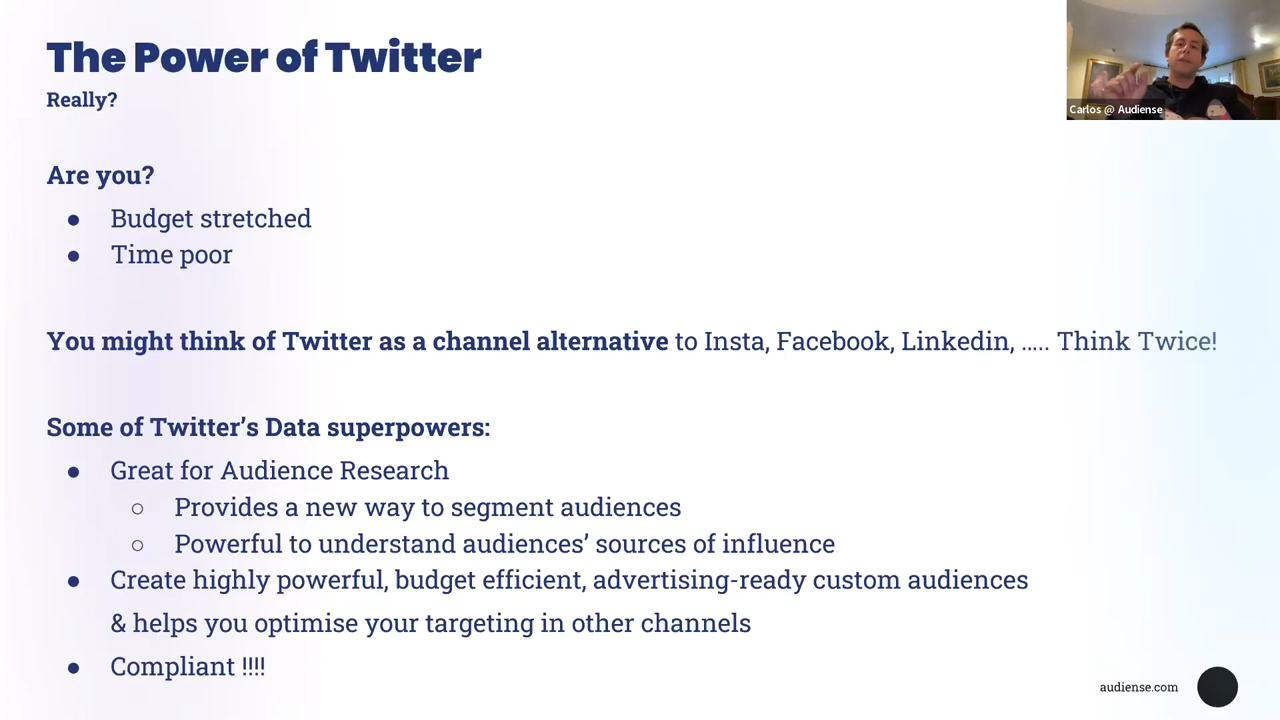 The Power of Twitter
Really?
Carlos @ Audiense
Are you?
● Budget stretched
● Time poor
You might think of Twitter as a channel alternative to Insta, Facebook, Linkedin, ..... Think Twice!
Some of Twitter’s Data superpowers:
● Great for Audience Research
○ Provides a new way to segment audiences
○ Powerful to understand audiences’ sources of influence
● Create highly powerful, budget efficient, advertising-ready custom audiences
& helps you optimise your targeting in other channels
● Compliant !!!!
audiense.com